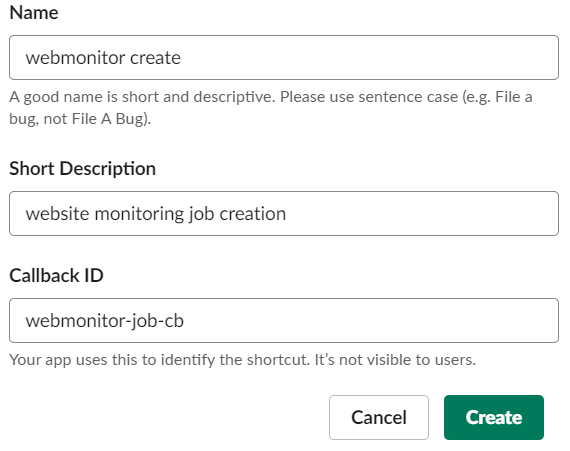 Name
webmonitor create
A good name is short and descriptive. Please use sentence case (e.g. File a
bug, not File A Bug).
Short Description
website monitoring job creation
Callback ID
webmonitor-job-cb
Your app uses this to identify the shortcut. It’s not visible to users.
Cancel Create